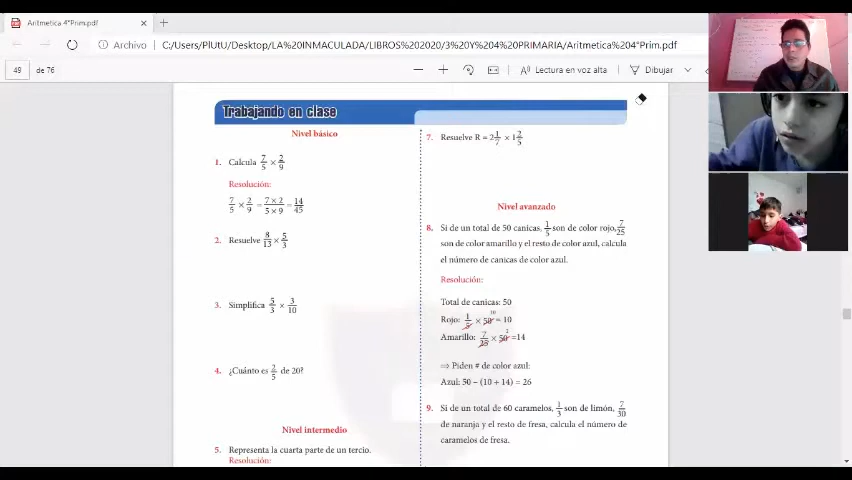 Aritmetica 4°Prim.pdf
Archivo
C:/Users/PlUtU/Desktop/LA%20INMACULADA/LIBROS%202020/3%20Y%204%20PRIMARIA/Aritmetica%204°Prim.pdf
49 de 76
Lectura en voz alta
Dibujar
Trabajando en clase
Nivel básico
1. Calcula 7/5 × 2/9
Resolución:
7/5 × 2/9 = 7 × 2/5 × 9 = 14/45
2. Resuelve 8/13 × 5/3
3. Simplifica 5/3 × 3/10
4. ¿Cuánto es 2/5 de 20?
Nivel intermedio
5. Representa la cuarta parte de un tercio.
Resolución:
7. Resuelve R = 2 1/7 × 1 2/5
Nivel avanzado
8. Si de un total de 50 canicas, 1/5 son de color rojo, 7/25
son de color amarillo y el resto de color azul, calcula
el número de canicas de color azul.
Resolución:
Total de canicas: 50
Rojo: 1/5 × 50 10 = 10
Amarillo: 7/25 × 50 2 =14
⇒ Piden # de color azul:
Azul: 50 – (10 + 14) = 26
9. Si de un total de 60 caramelos, 1/3 son de limón, 7/30
de naranja y el resto de fresa, calcula el número de
caramelos de fresa.